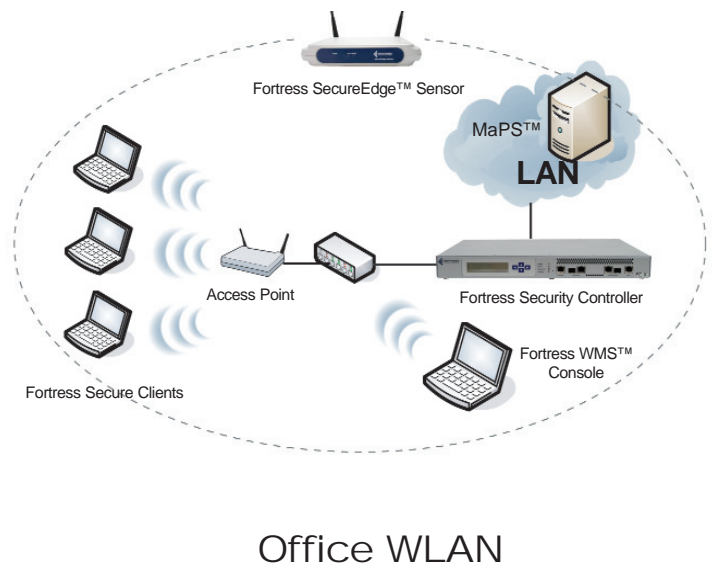 Fortress SecureEdge™ Sensor
MaPS™
LAN
Access Point
Fortress Security Controller
Fortress WMS™
Console
Fortress Secure Clients
Office WLAN